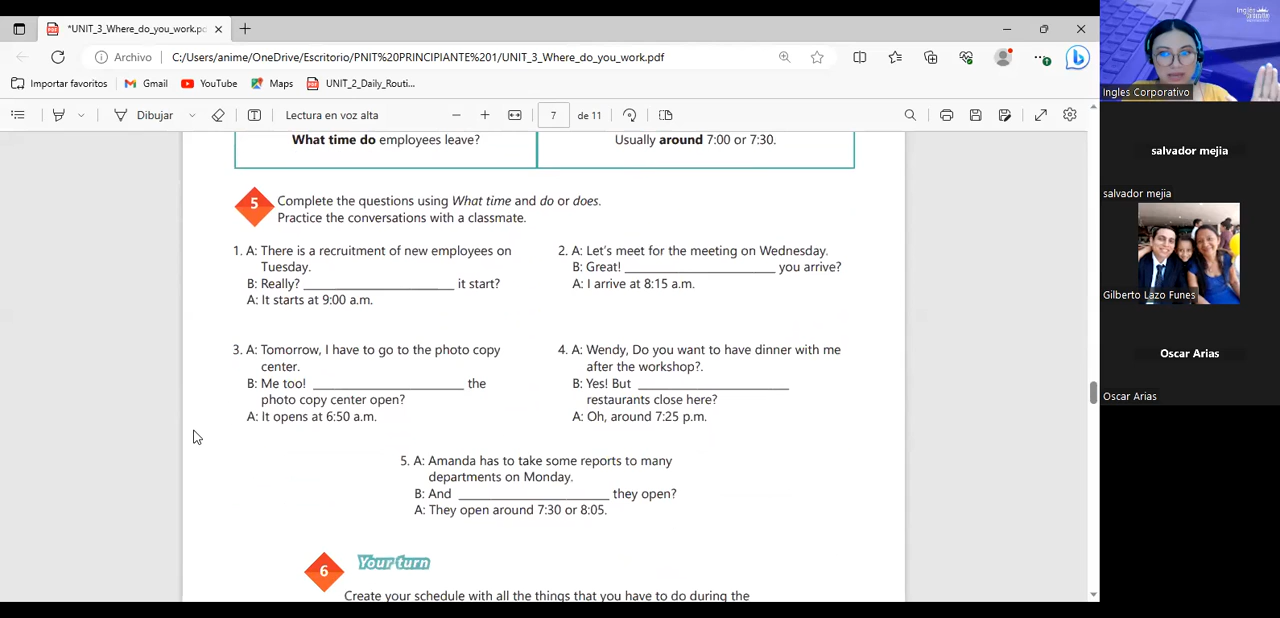 *UNIT_3_Where_do_you_work.pd
Archivo
C:/Users/anime/OneDrive/Escritorio/PNIT%20PRINCIPIANTE%201/UNIT_3_Where_do_you_work.pdf
Importar favoritos
Gmail
YouTube
Maps
UNIT_2_Daily_Routi...
Dibujar
Lectura en voz alta
7
de 11
What time do employees leave?
Usually around 7:00 or 7:30.
5
Complete the questions using What time and do or does.
Practice the conversations with a classmate.
1. A: There is a recruitment of new employees on
Tuesday.
B: Really? ________________ it start?
A: It starts at 9:00 a.m.
2. A: Let's meet for the meeting on Wednesday.
B: Great! ________________ you arrive?
A: I arrive at 8:15 a.m.
3. A: Tomorrow, I have to go to the photo copy
center.
B: Me too! ________________ the
photo copy center open?
A: It opens at 6:50 a.m.
4. A: Wendy, Do you want to have dinner with me
after the workshop?.
B: Yes! But ________________
restaurants close here?
A: Oh, around 7:25 p.m.
5. A: Amanda has to take some reports to many
departments on Monday.
B: And ________________ they open?
A: They open around 7:30 or 8:05.
6
Your turn
Create your schedule with all the things that you have to do during the
Ingles Corporativo
salvador mejia
salvador mejia
Gilberto Lazo Funes
Oscar Arias
Oscar Arias